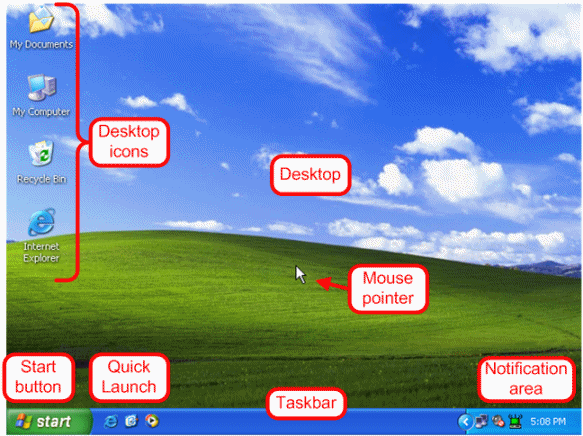 My Documents
My Computer
Desktop
icons
Desktop
Recycle Bin
Internet
Explorer
Mouse
pointer
Start
button
Quick
Launch
Notification
area
Taskbar
start
5:08 PM